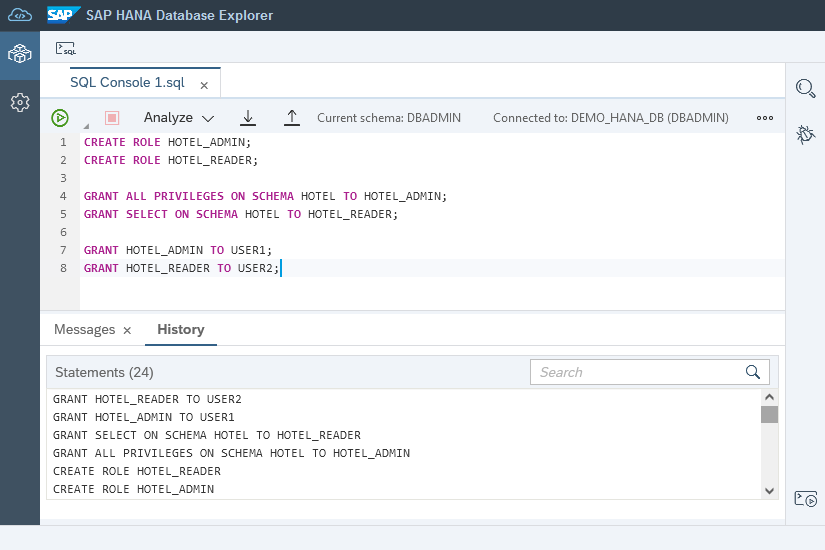 SAP SAP HANA Database Explorer
SQL
SQL Console 1.sql ×
Analyze Current schema: DBADMIN Connected to: DEMO_HANA_DB (DBADMIN)
1 CREATE ROLE HOTEL_ADMIN;
2 CREATE ROLE HOTEL_READER;
3
4 GRANT ALL PRIVILEGES ON SCHEMA HOTEL TO HOTEL_ADMIN;
5 GRANT SELECT ON SCHEMA HOTEL TO HOTEL_READER;
6
7 GRANT HOTEL_ADMIN TO USER1;
8 GRANT HOTEL_READER TO USER2;
Messages × History
Statements (24) Search
GRANT HOTEL_READER TO USER2
GRANT HOTEL_ADMIN TO USER1
GRANT SELECT ON SCHEMA HOTEL TO HOTEL_READER
GRANT ALL PRIVILEGES ON SCHEMA HOTEL TO HOTEL_ADMIN
CREATE ROLE HOTEL_READER
CREATE ROLE HOTEL_ADMIN